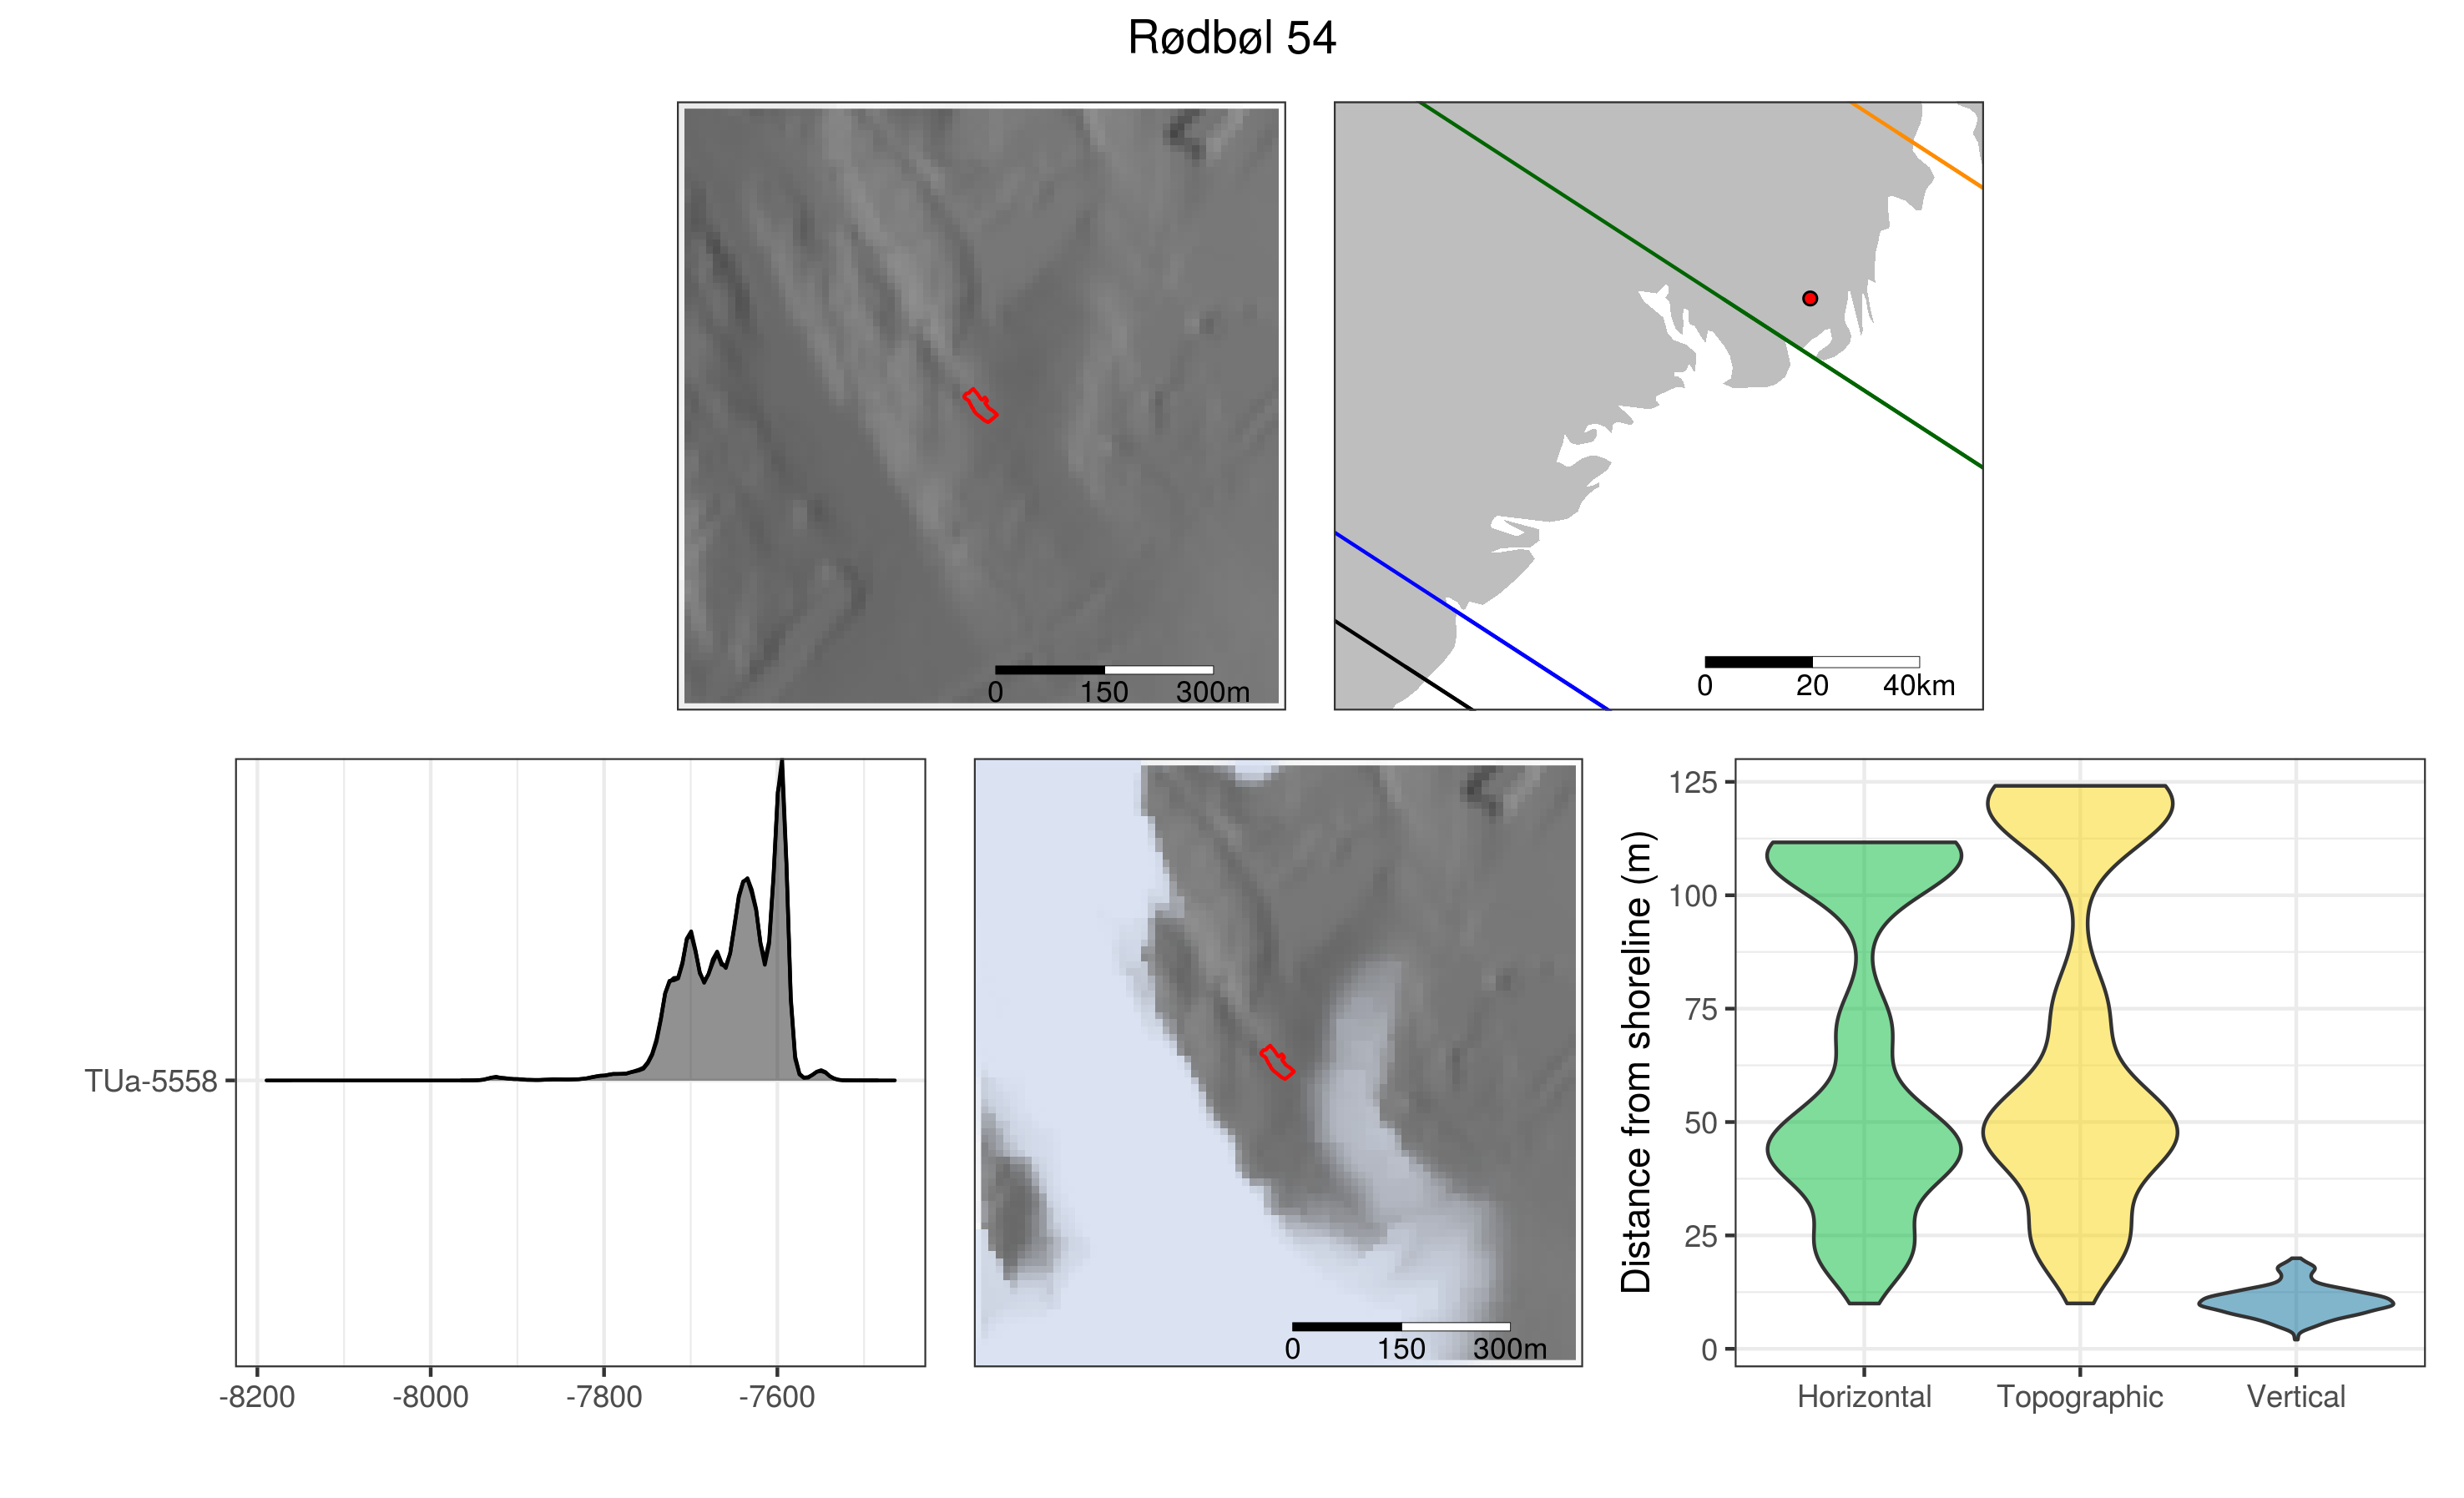 Rødbøl 54
0 150 300m
0 20 40km
TUa-5558
-8200 -8000 -7800 -7600
0 150 300m
Distance from shoreline (m)
125
100
75
50
25
0
Horizontal Topographic Vertical